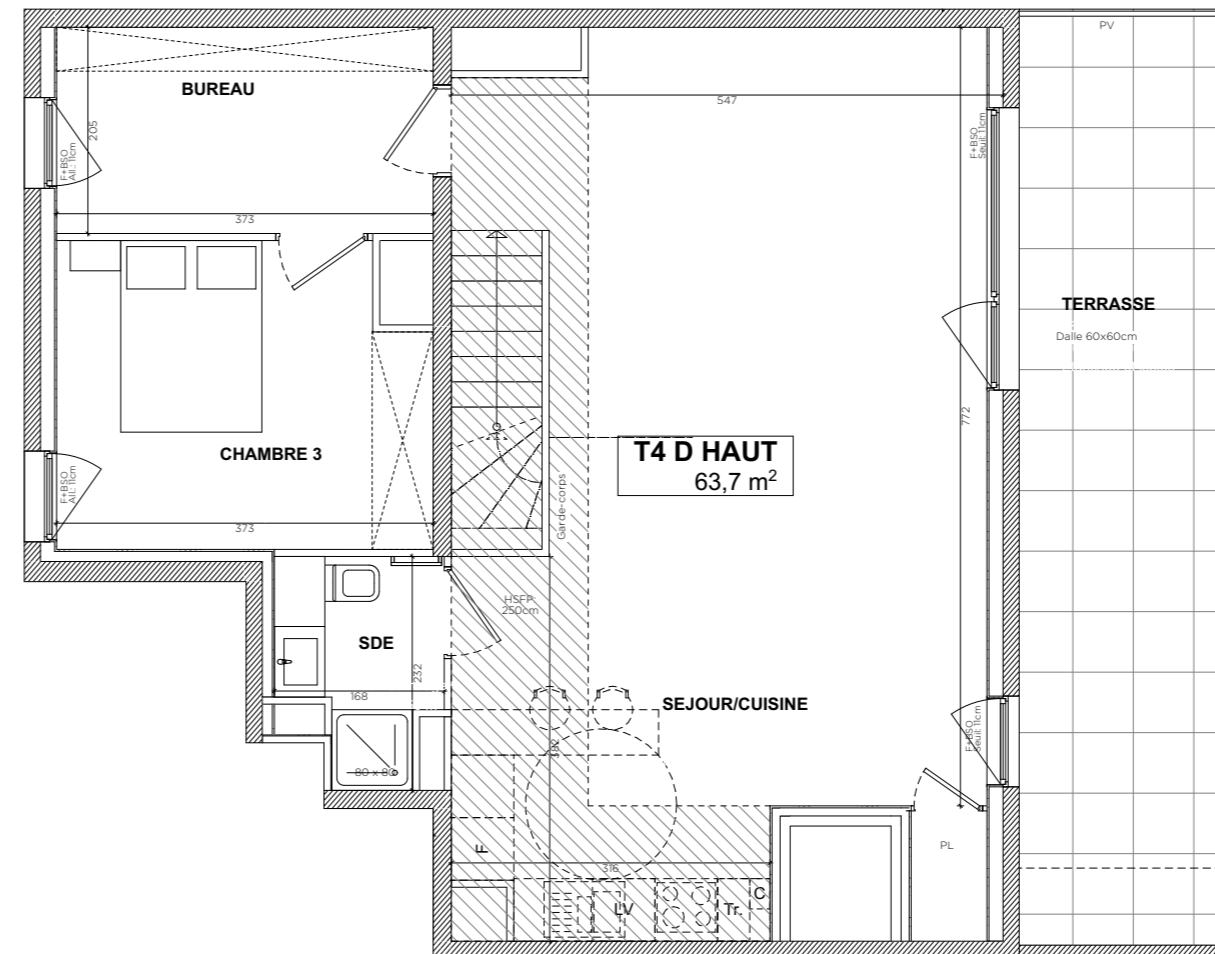 PV
BUREAU
547
205
F+BSO
All.: 11cm
F+BSO
Seuil: 11cm
373
TERRASSE
Dalle 60x60cm
772
T4 D HAUT
63,7 m²
CHAMBRE 3
F+BSO
All.: 11cm
Garde-corps
373
HSFP:
250cm
SDE
232
168
SEJOUR/CUISINE
F+BSO
Seuil: 11cm
382
80 x 80
F
PL
316
LV
Tr.
C